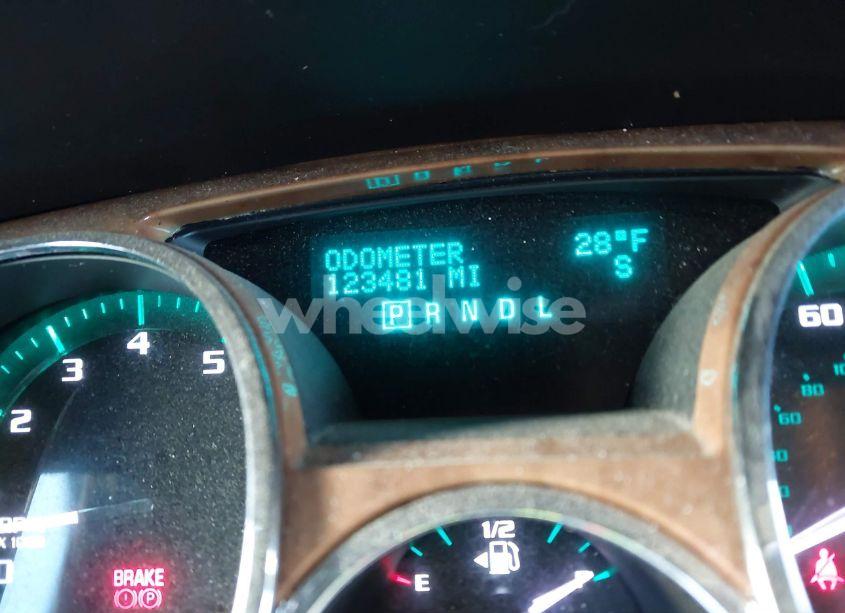 ODOMETER
123481 MI
28°F
S
P R N D L
wheelwise
2
3
4
5
60
60
80
1/2
E
BRAKE